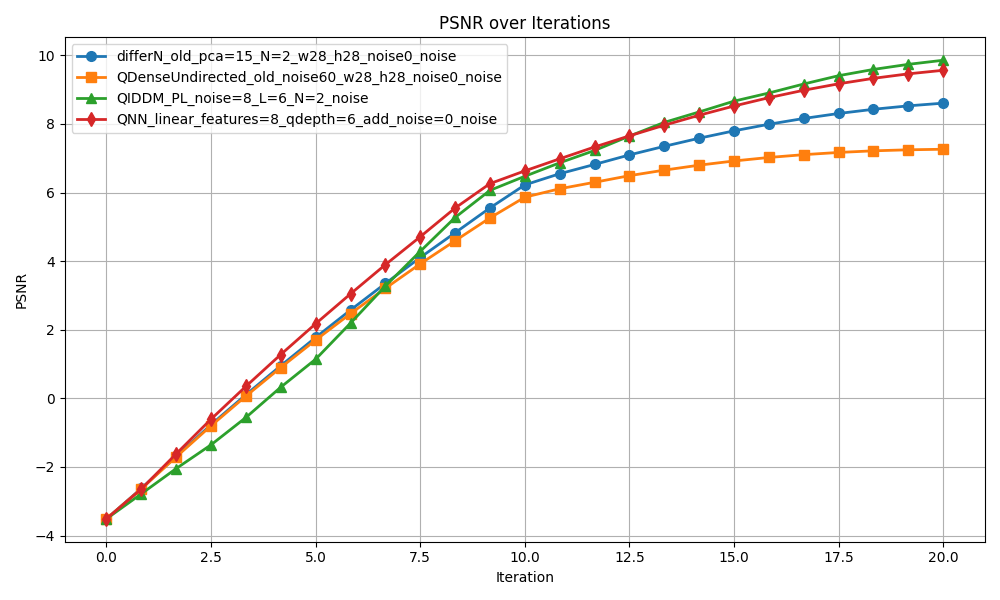 PSNR over Iterations
differN_old_pca=15_N=2_w28_h28_noise0_noise
QDenseUndirected_old_noise60_w28_h28_noise0_noise
QIDDM_PL_noise=8_L=6_N=2_noise
QNN_linear_features=8_qdepth=6_add_noise=0_noise
PSNR
10
8
6
4
2
0
−2
−4
0.0 2.5 5.0 7.5 10.0 12.5 15.0 17.5 20.0
Iteration